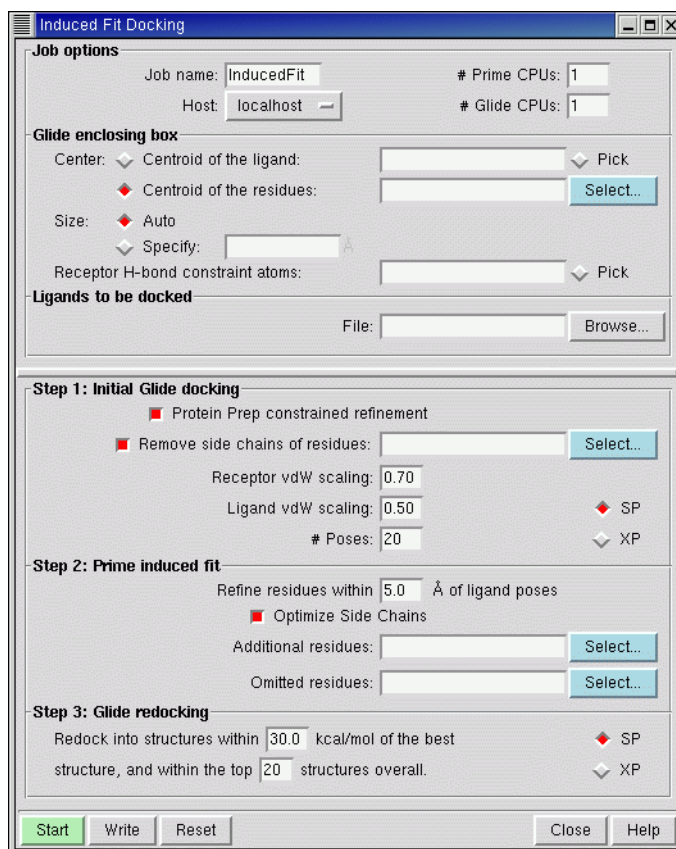 Induced Fit Docking
Job options
Job name: InducedFit # Prime CPUs: 1
Host: localhost # Glide CPUs: 1
Glide enclosing box
Center: Centroid of the ligand: Pick
Centroid of the residues: Select...
Size: Auto
Specify: Å
Receptor H-bond constraint atoms: Pick
Ligands to be docked
File: Browse...
Step 1: Initial Glide docking
Protein Prep constrained refinement
Remove side chains of residues: Select...
Receptor vdW scaling: 0.70
Ligand vdW scaling: 0.50 SP
# Poses: 20 XP
Step 2: Prime induced fit
Refine residues within 5.0 Å of ligand poses
Optimize Side Chains
Additional residues: Select...
Omitted residues: Select...
Step 3: Glide redocking
Redock into structures within 30.0 kcal/mol of the best SP
structure, and within the top 20 structures overall. XP
Start Write Reset Close Help